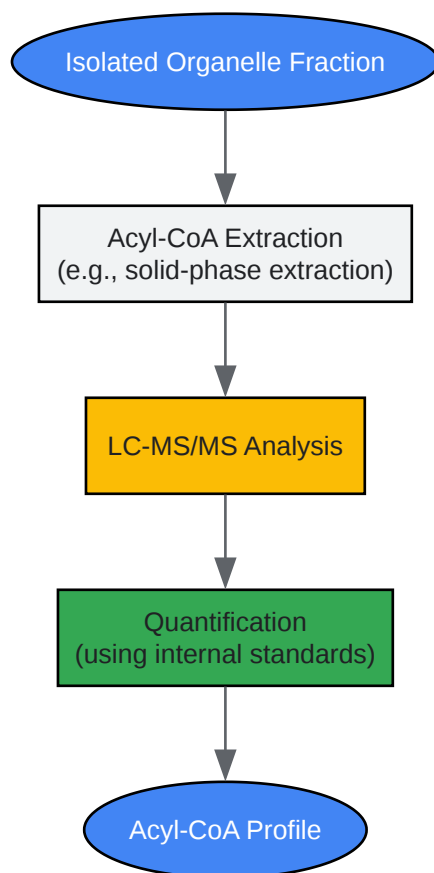 Isolated Organelle Fraction
Acyl-CoA Extraction
(e.g., solid-phase extraction)
LC-MS/MS Analysis
Quantification
(using internal standards)
Acyl-CoA Profile